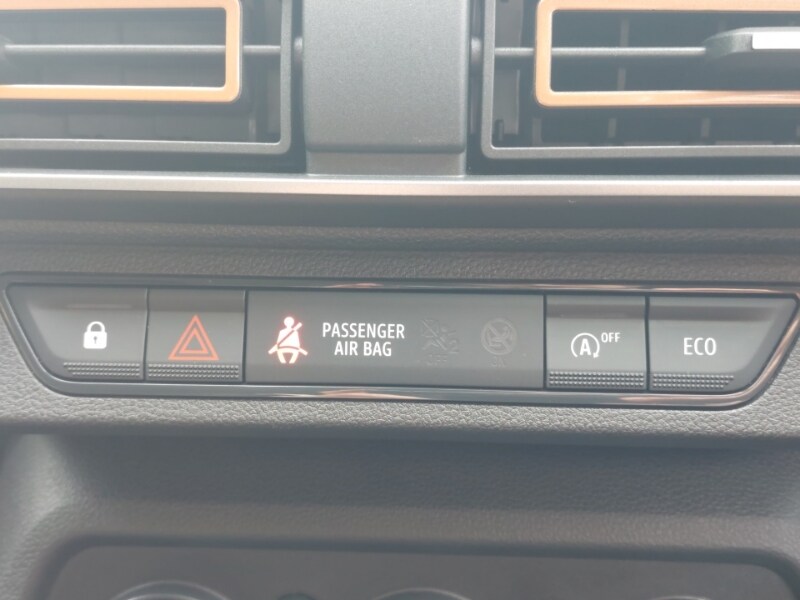 PASSENGER
AIR BAG
A OFF
ECO